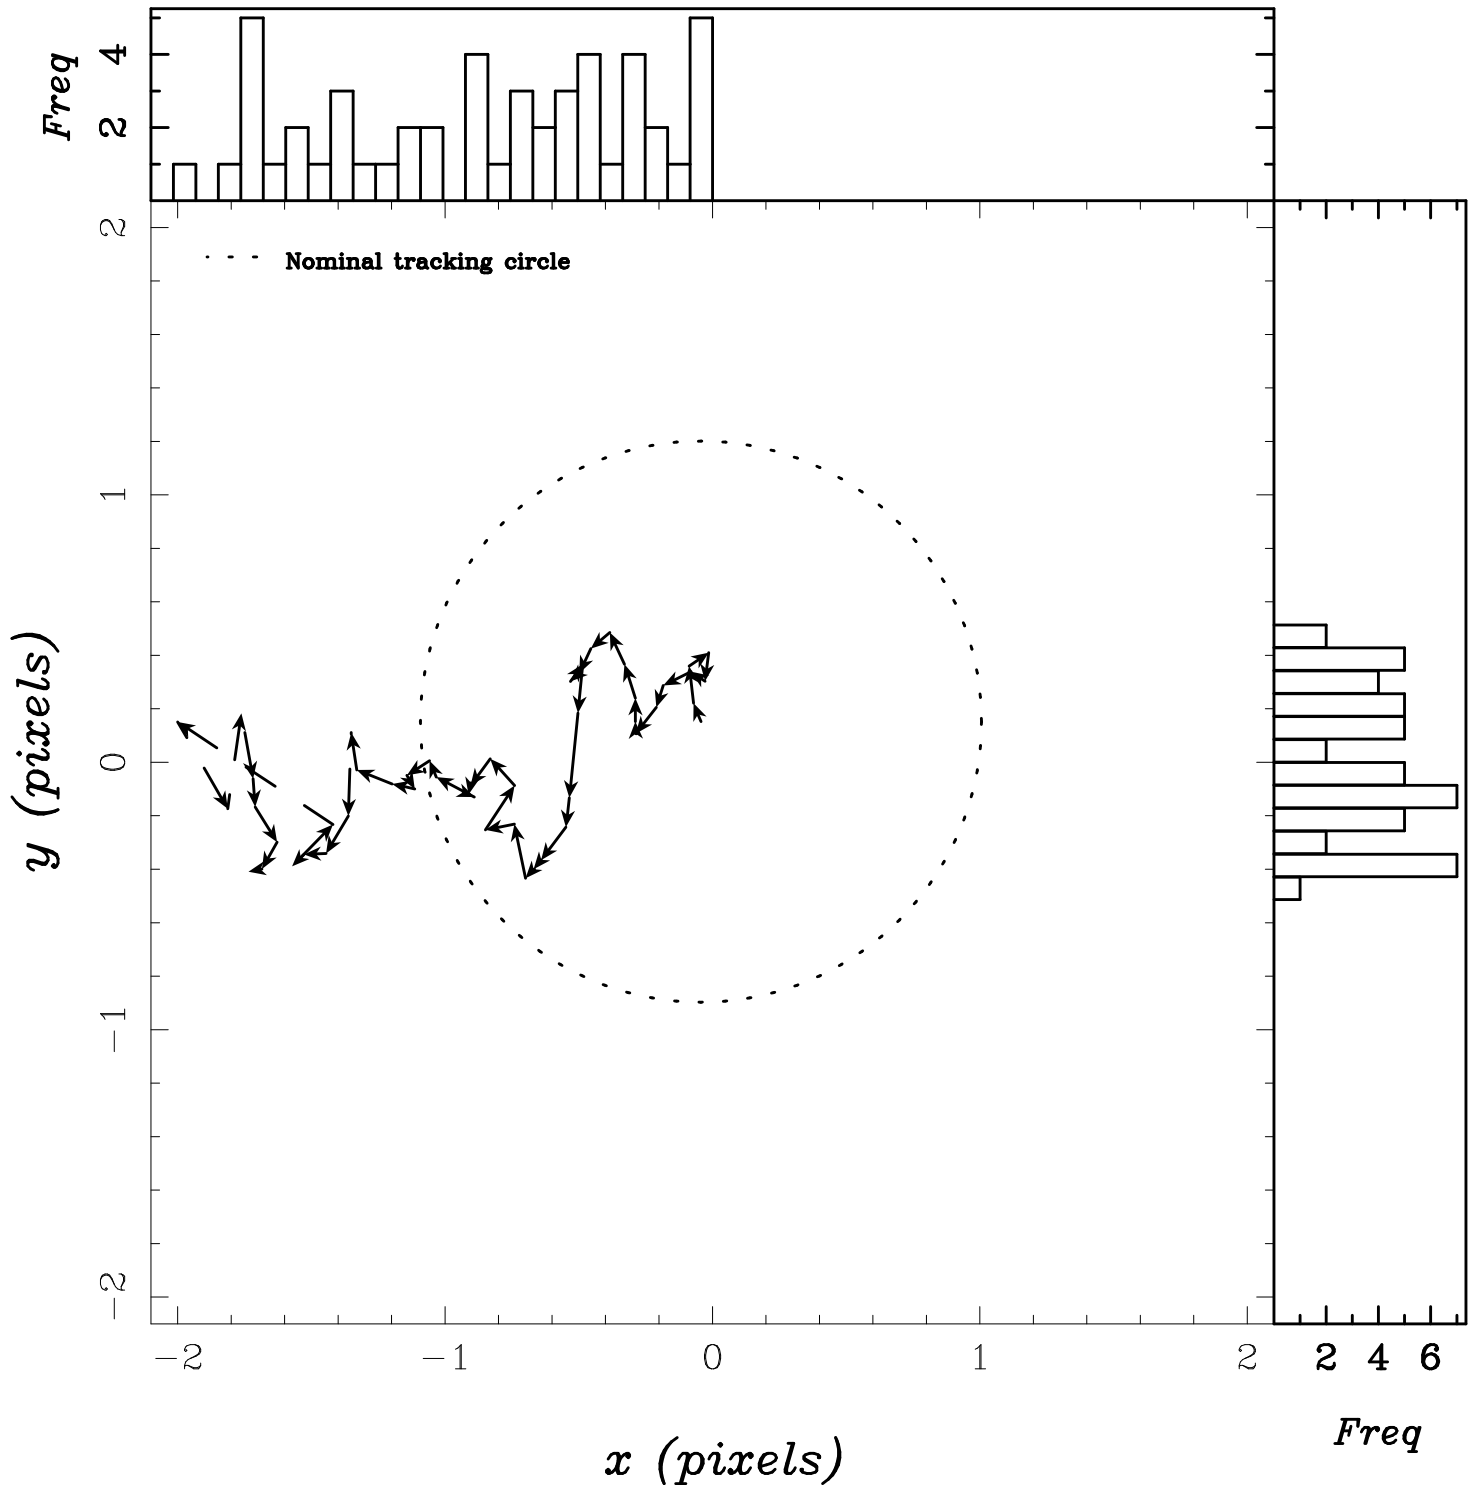 Freq
4
2
2
1
0
−1
−2
Nominal tracking circle
y (pixels)
−2 −1 0 1 2
x (pixels)
2 4 6
Freq